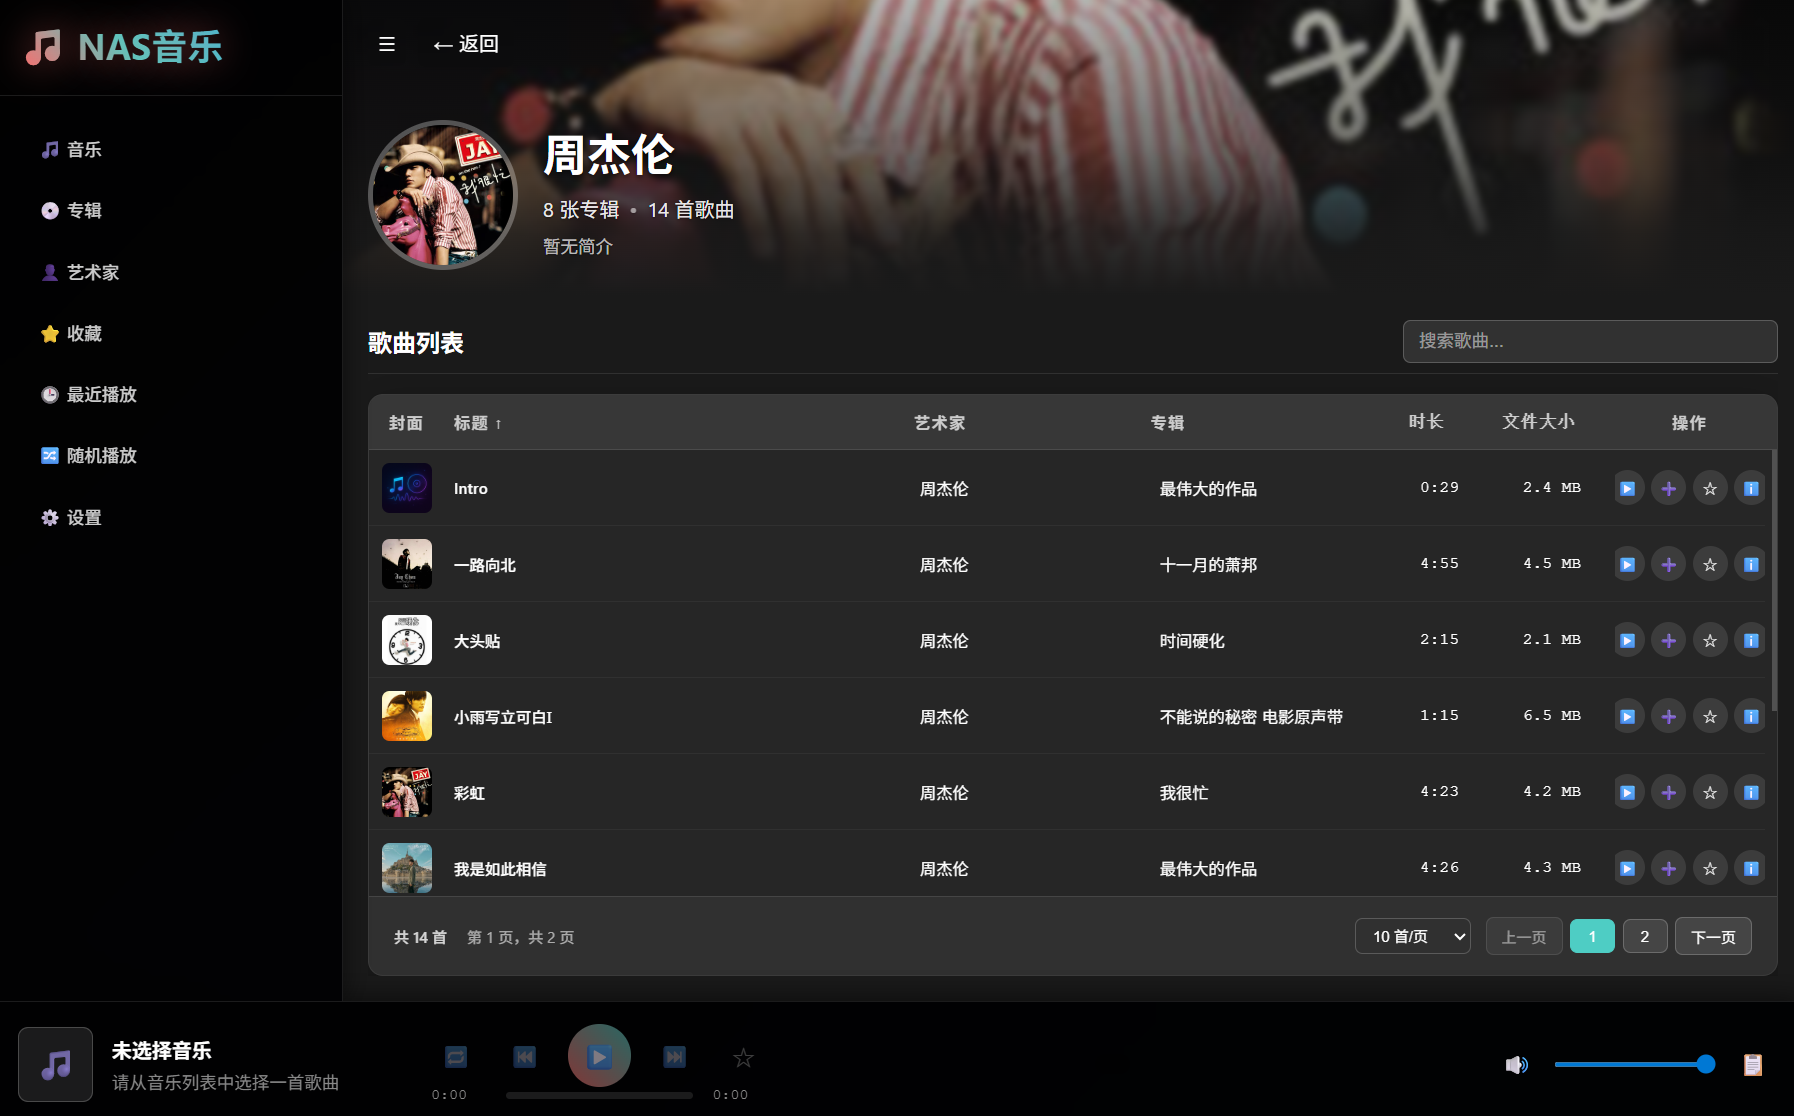 NAS音乐
音乐
专辑
艺术家
收藏
最近播放
随机播放
设置
☰ ← 返回
周杰伦
8 张专辑 • 14 首歌曲
暂无简介
歌曲列表
搜索歌曲...
封面 标题 ↑ 艺术家 专辑 时长 文件大小 操作
Intro 周杰伦 最伟大的作品 0:29 2.4 MB
一路向北 周杰伦 十一月的萧邦 4:55 4.5 MB
大头贴 周杰伦 时间硬化 2:15 2.1 MB
小雨写立可白I 周杰伦 不能说的秘密 电影原声带 1:15 6.5 MB
彩虹 周杰伦 我很忙 4:23 4.2 MB
我是如此相信 周杰伦 最伟大的作品 4:26 4.3 MB
共 14 首 第 1 页，共 2 页 10 首/页 上一页 1 2 下一页
未选择音乐
请从音乐列表中选择一首歌曲
0:00 0:00
JAY
我很忙